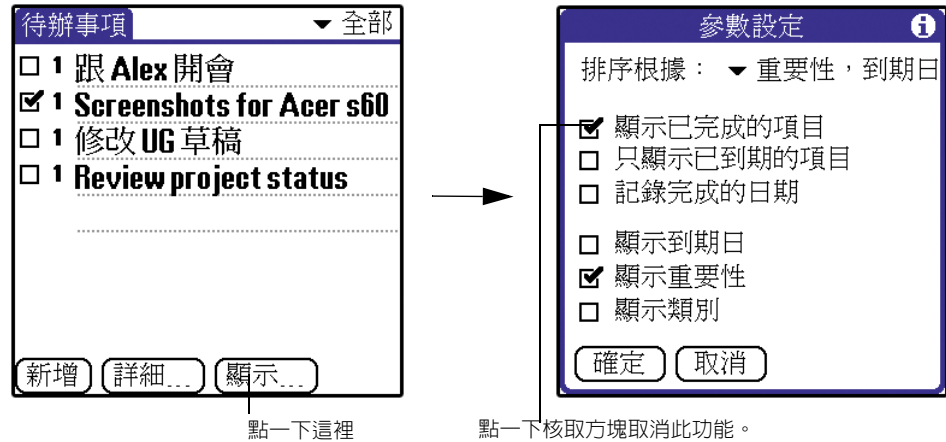 待辦事項 全部
1 跟 Alex 開會
1 Screenshots for Acer s60
1 修改 UG 草稿
1 Review project status
新增 詳細... 顯示...
點一下這裡
參數設定
排序根據： 重要性，到期日
顯示已完成的項目
只顯示已到期的項目
記錄完成的日期
顯示到期日
顯示重要性
顯示類別
確定 取消
點一下核取方塊取消此功能。